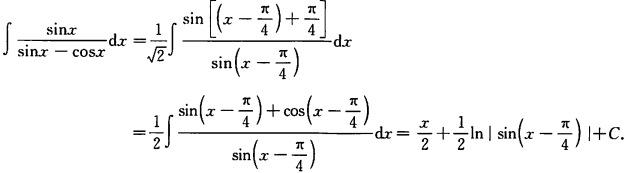 ∫ sinx/(sinx − cosx) dx = 1/√2 ∫ sin[(x − π/4) + π/4]/sin(x − π/4) dx
= 1/2 ∫ (sin(x − π/4) + cos(x − π/4))/sin(x − π/4) dx = x/2 + 1/2 ln | sin(x − π/4) | + C.